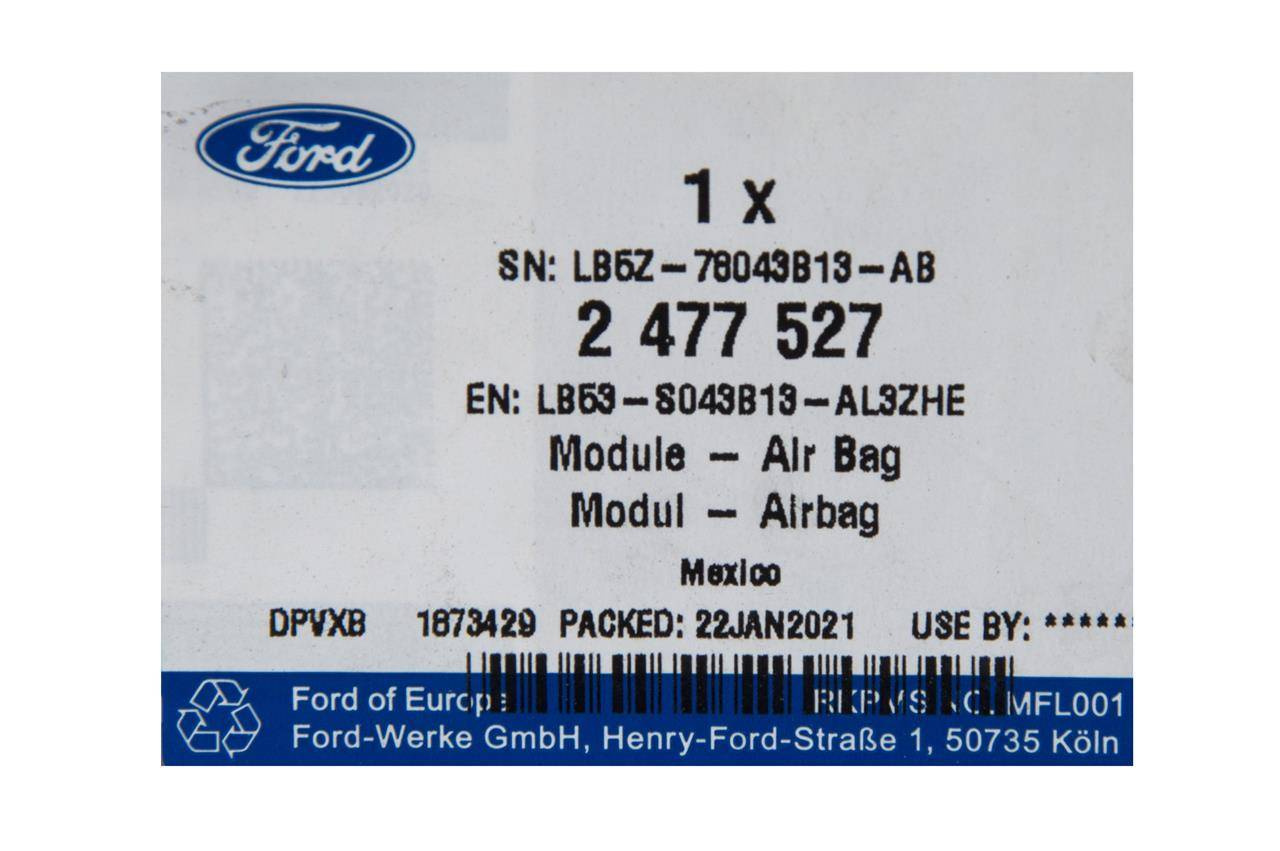 Ford
1 x
SN: LB5Z-78043B13-AB
2 477 527
EN: LB53-S043B13-AL3ZHE
Module - Air Bag
Modul - Airbag
Mexico
DPVXB 1673429 PACKED: 22JAN2021 USE BY: ******
Ford of Europe MFL001
Ford-Werke GmbH, Henry-Ford-Straße 1, 50735 Köln